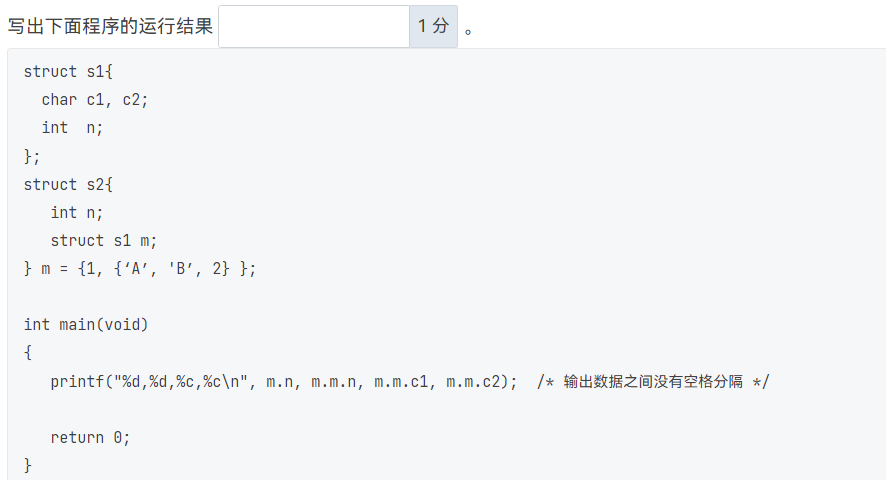 写出下面程序的运行结果 1 分 。
struct s1{
  char c1, c2;
  int  n;
};
struct s2{
   int n;
   struct s1 m;
} m = {1, {‘A’, 'B’, 2} };

int main(void)
{
   printf("%d,%d,%c,%c\n", m.n, m.m.n, m.m.c1, m.m.c2);  /* 输出数据之间没有空格分隔 */

   return 0;
}